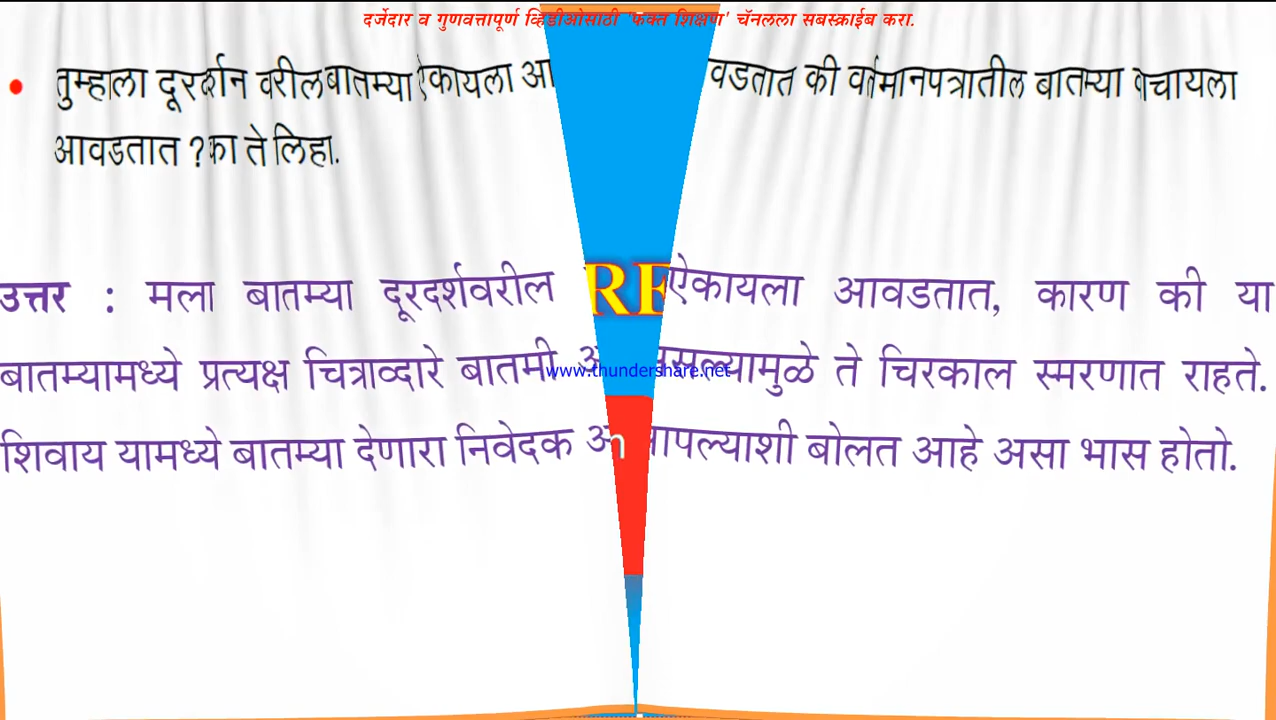 दर्जेदार व गुणवत्तापूर्ण व्हिडीओसाठी 'फक्त शिक्षण' चॅनलला सबस्क्राईब करा.
• तुम्हाला दूरदर्शन वरील बातम्या ऐकायला आ वडतात की वर्तमानपत्रातील बातम्या वाचायला
आवडतात ? का ते लिहा.
उत्तर : मला बातम्या दूरदर्शवरील ऐकायला आवडतात, कारण की या
RE
बातम्यामध्ये प्रत्यक्ष चित्राव्दारे बातमी असल्यामुळे ते चिरकाल स्मरणात राहते.
www.thundershare.net
शिवाय यामध्ये बातम्या देणारा निवेदक आपल्याशी बोलत आहे असा भास होतो.